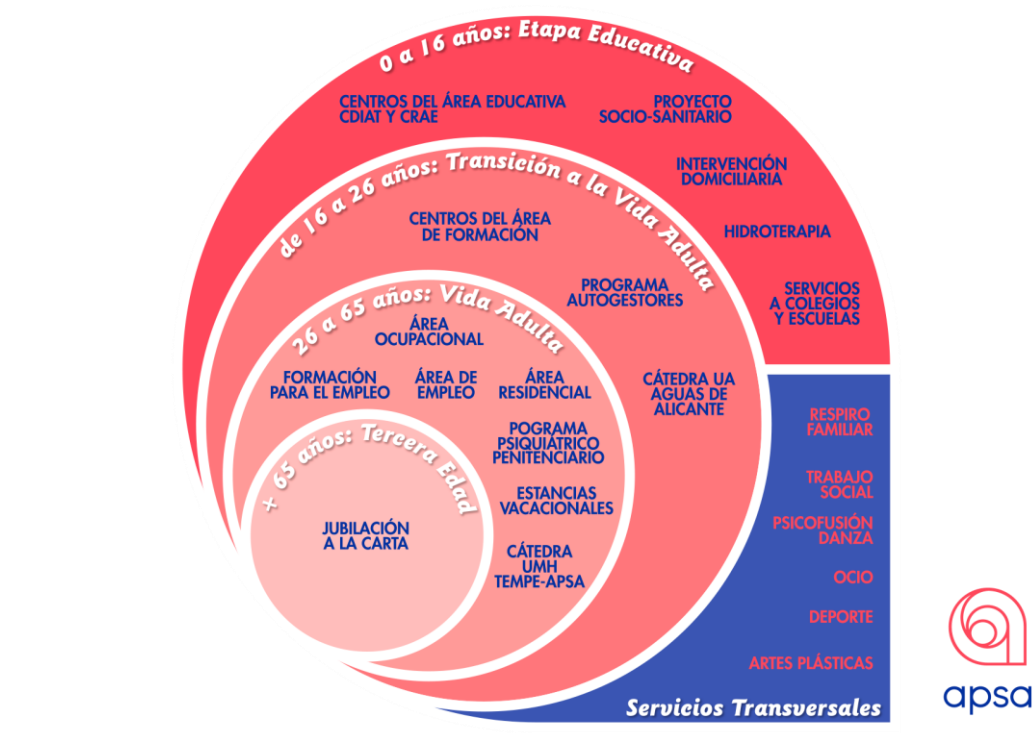 0 a 16 años: Etapa Educativa
CENTROS DEL ÁREA EDUCATIVA
CDIAT Y CRAE
PROYECTO
SOCIO-SANITARIO
INTERVENCIÓN
DOMICILIARIA
HIDROTERAPIA
SERVICIOS
A COLEGIOS
Y ESCUELAS
de 16 a 26 años: Transición a la Vida Adulta
CENTROS DEL ÁREA
DE FORMACIÓN
PROGRAMA
AUTOGESTORES
CÁTEDRA UA
AGUAS DE
ALICANTE
26 a 65 años: Vida Adulta
ÁREA
OCUPACIONAL
FORMACIÓN
PARA EL EMPLEO
ÁREA DE
EMPLEO
ÁREA
RESIDENCIAL
POGRAMA
PSIQUIÁTRICO
PENITENCIARIO
ESTANCIAS
VACACIONALES
CÁTEDRA
UMH
TEMPE-APSA
+ 65 años: Tercera Edad
JUBILACIÓN
A LA CARTA
RESPIRO
FAMILIAR
TRABAJO
SOCIAL
PSICOFUSIÓN
DANZA
OCIO
DEPORTE
ARTES PLÁSTICAS
Servicios Transversales
apsa